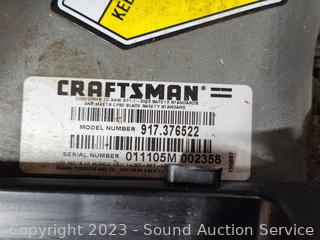 KEE
CRAFTSMAN
CONFORMS TO ANSI B71.1-2003 SAFETY STANDARDS
AND MEETS CPSC BLADE SAFETY STANDARD
MODEL NUMBER 917.376522
SERIAL NUMBER 011105M 002358
Copyright © 2023 - Sound Auction Service